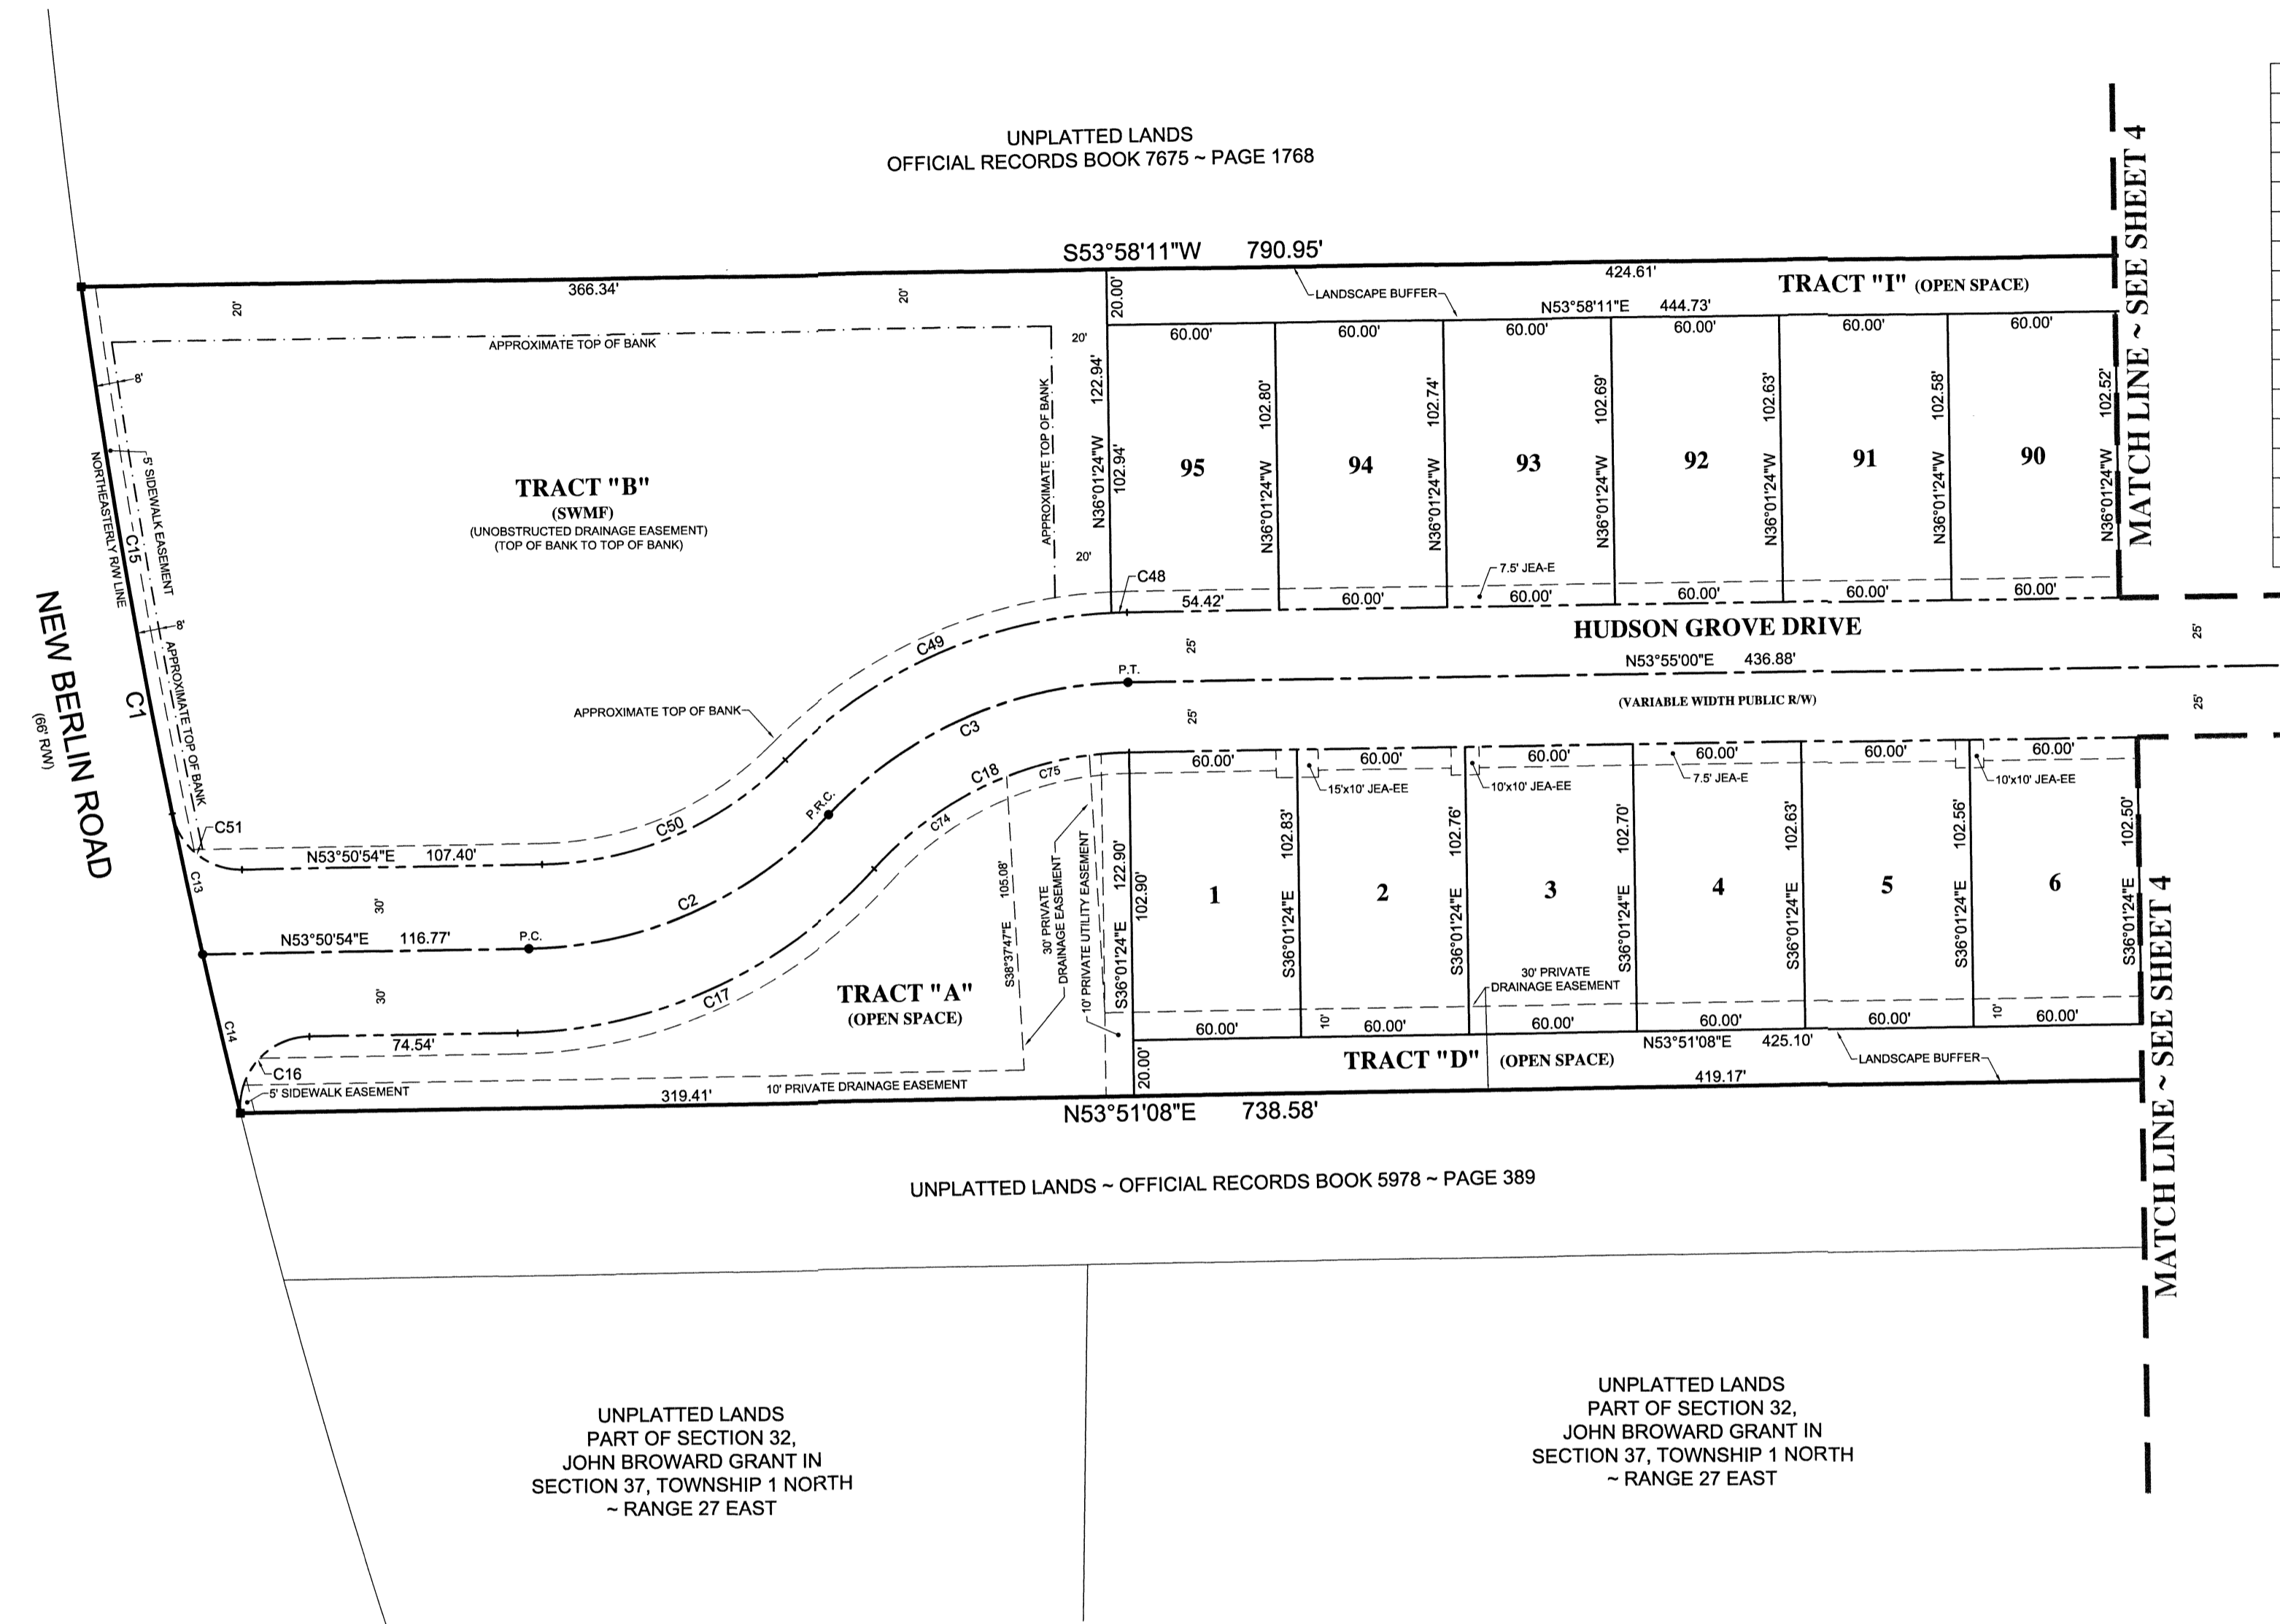 UNPLATTED LANDS
OFFICIAL RECORDS BOOK 7675 ~ PAGE 1768
MATCH LINE ~ SEE SHEET 4
S53°58'11"W 790.95'
366.34'
424.61'
TRACT "I" (OPEN SPACE)
LANDSCAPE BUFFER
N53°58'11"E 444.73'
20'
20'
20.00'
60.00'
60.00'
60.00'
60.00'
60.00'
60.00'
APPROXIMATE TOP OF BANK
20'
8'
APPROXIMATE TOP OF BANK
N36°01'24"W 122.94'
102.94'
N36°01'24"W 102.80'
N36°01'24"W 102.74'
N36°01'24"W 102.69'
N36°01'24"W 102.63'
N36°01'24"W 102.58'
N36°01'24"W 102.52'
95
94
93
92
91
90
TRACT "B"
(SWMF)
(UNOBSTRUCTED DRAINAGE EASEMENT)
(TOP OF BANK TO TOP OF BANK)
5' SIDEWALK EASEMENT
NORTHEASTERLY R/W LINE
C15
20'
C48
7.5' JEA-E
54.42'
60.00'
60.00'
60.00'
60.00'
60.00'
8'
APPROXIMATE TOP OF BANK
NEW BERLIN ROAD
(66' R/W)
C1
C49
25'
HUDSON GROVE DRIVE
25'
P.T.
N53°55'00"E 436.88'
(VARIABLE WIDTH PUBLIC R/W)
25'
25'
APPROXIMATE TOP OF BANK
C3
C18
C75
60.00'
60.00'
60.00'
60.00'
60.00'
60.00'
15'x10' JEA-EE
10'x10' JEA-EE
7.5' JEA-E
10'x10' JEA-EE
P.R.C.
C51
C50
C74
N53°50'54"E 107.40'
C13
30'
C2
N53°50'54"E 116.77'
P.C.
S38°37'47"E 105.08'
30' PRIVATE
DRAINAGE EASEMENT
10' PRIVATE UTILITY EASEMENT
S36°01'24"E 122.90'
102.90'
S36°01'24"E 102.83'
S36°01'24"E 102.76'
S36°01'24"E 102.70'
S36°01'24"E 102.63'
S36°01'24"E 102.56'
S36°01'24"E 102.50'
1
2
3
4
5
6
30' PRIVATE
DRAINAGE EASEMENT
MATCH LINE ~ SEE SHEET 4
30'
C17
TRACT "A"
(OPEN SPACE)
C14
74.54'
C16
5' SIDEWALK EASEMENT
60.00'
10'
60.00'
60.00'
60.00'
60.00'
10'
60.00'
N53°51'08"E 425.10'
TRACT "D" (OPEN SPACE)
LANDSCAPE BUFFER
20.00'
419.17'
10' PRIVATE DRAINAGE EASEMENT
319.41'
N53°51'08"E 738.58'
UNPLATTED LANDS ~ OFFICIAL RECORDS BOOK 5978 ~ PAGE 389
UNPLATTED LANDS
PART OF SECTION 32,
JOHN BROWARD GRANT IN
SECTION 37, TOWNSHIP 1 NORTH
~ RANGE 27 EAST
UNPLATTED LANDS
PART OF SECTION 32,
JOHN BROWARD GRANT IN
SECTION 37, TOWNSHIP 1 NORTH
~ RANGE 27 EAST